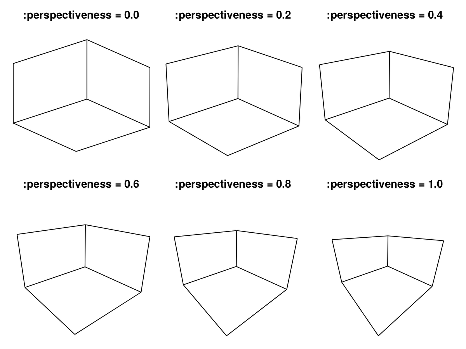 :perspectiveness = 0.0
:perspectiveness = 0.2
:perspectiveness = 0.4
:perspectiveness = 0.6
:perspectiveness = 0.8
:perspectiveness = 1.0